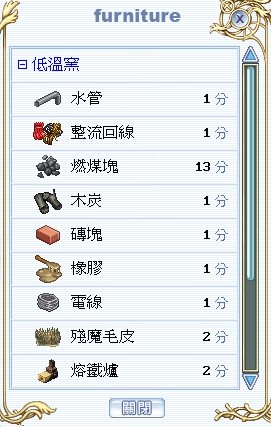 furniture
低溫窯
水管 1 分
整流回線 1 分
燃煤塊 13 分
木炭 1 分
磚塊 1 分
橡膠 1 分
電線 1 分
殘魔毛皮 2 分
熔鐵爐 2 分
關閉